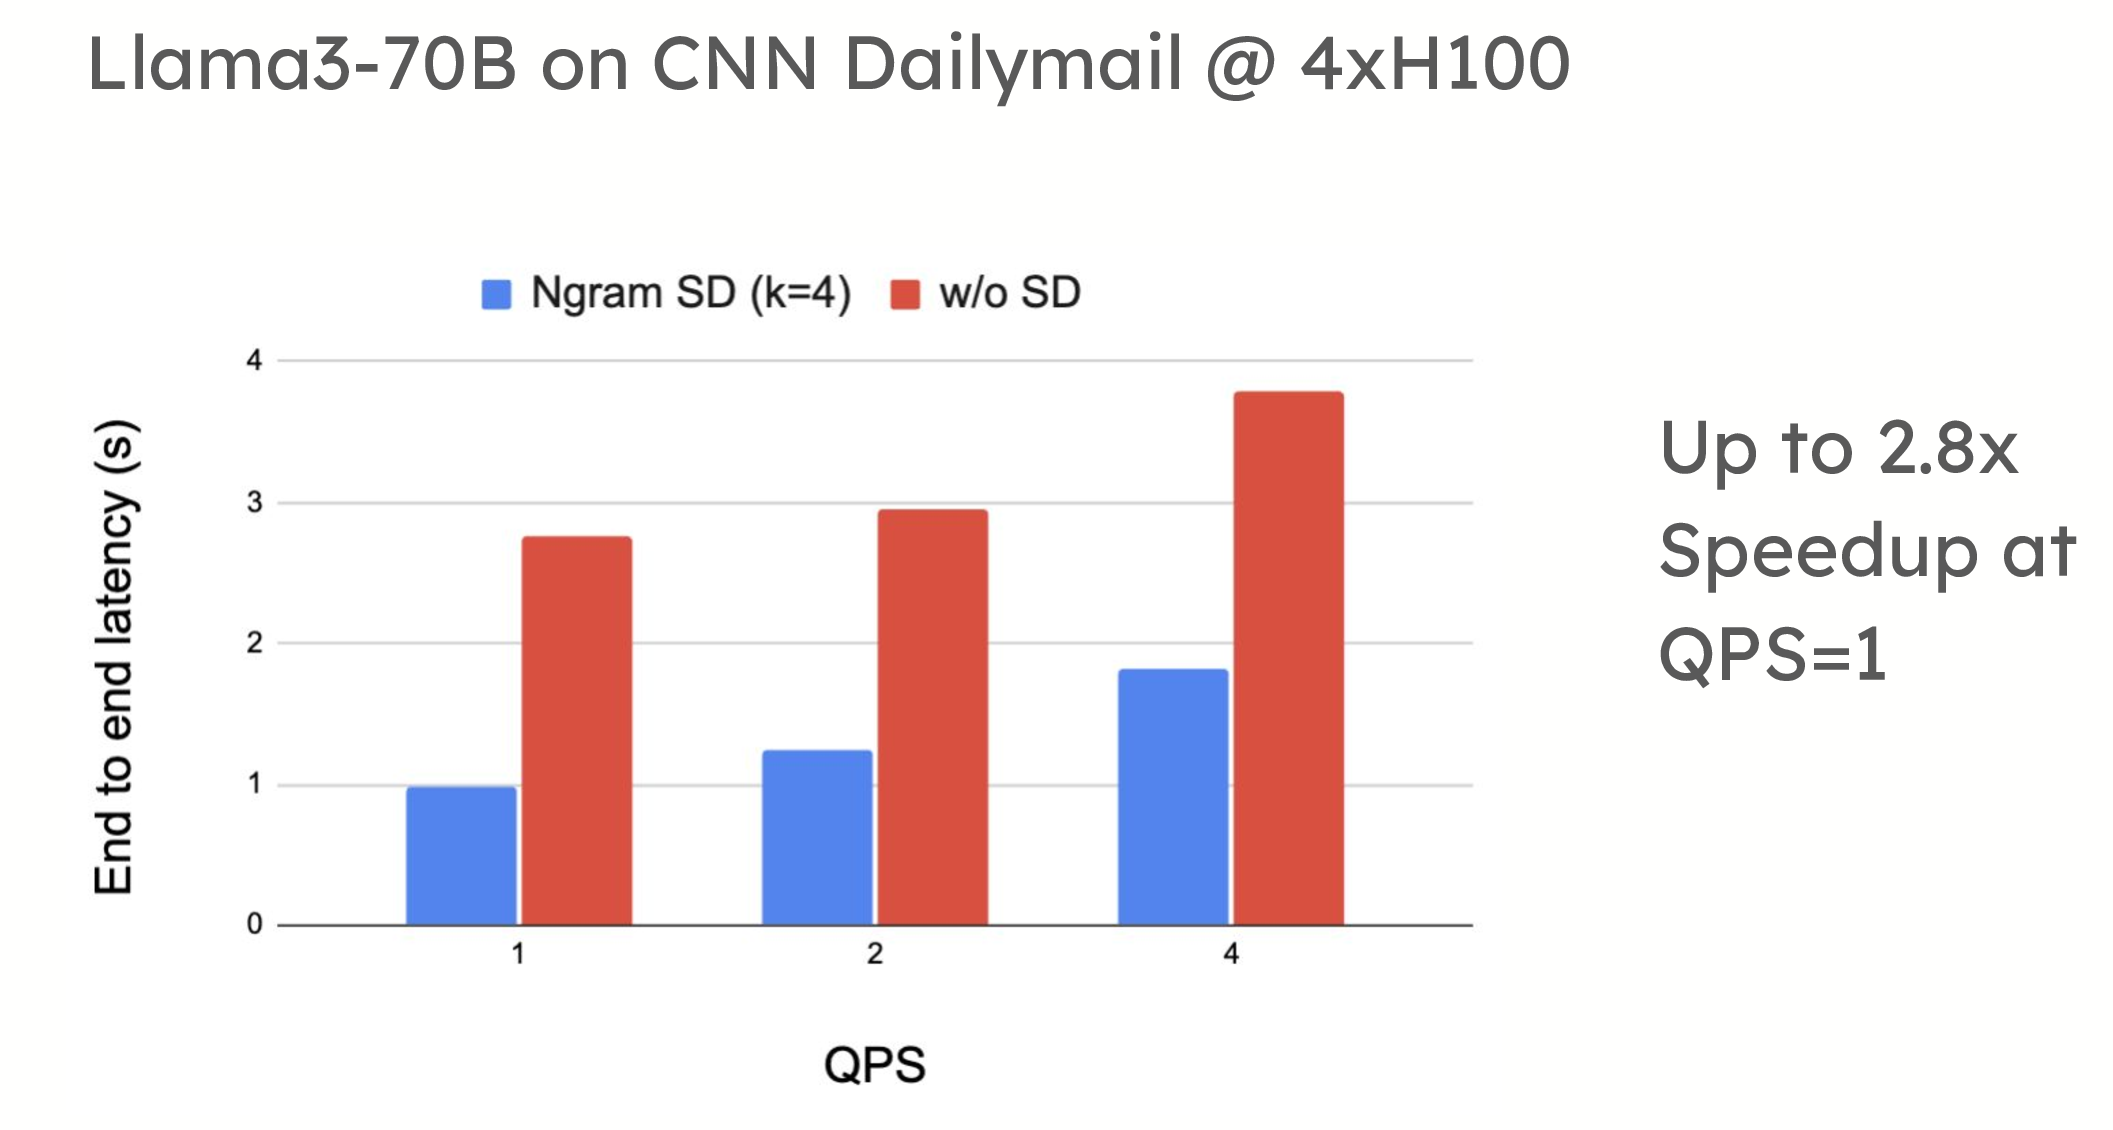 Llama3-70B on CNN Dailymail @ 4xH100
Ngram SD (k=4) w/o SD
End to end latency (s)
4
3
2
1
0
1 2 4
QPS
Up to 2.8x
Speedup at
QPS=1